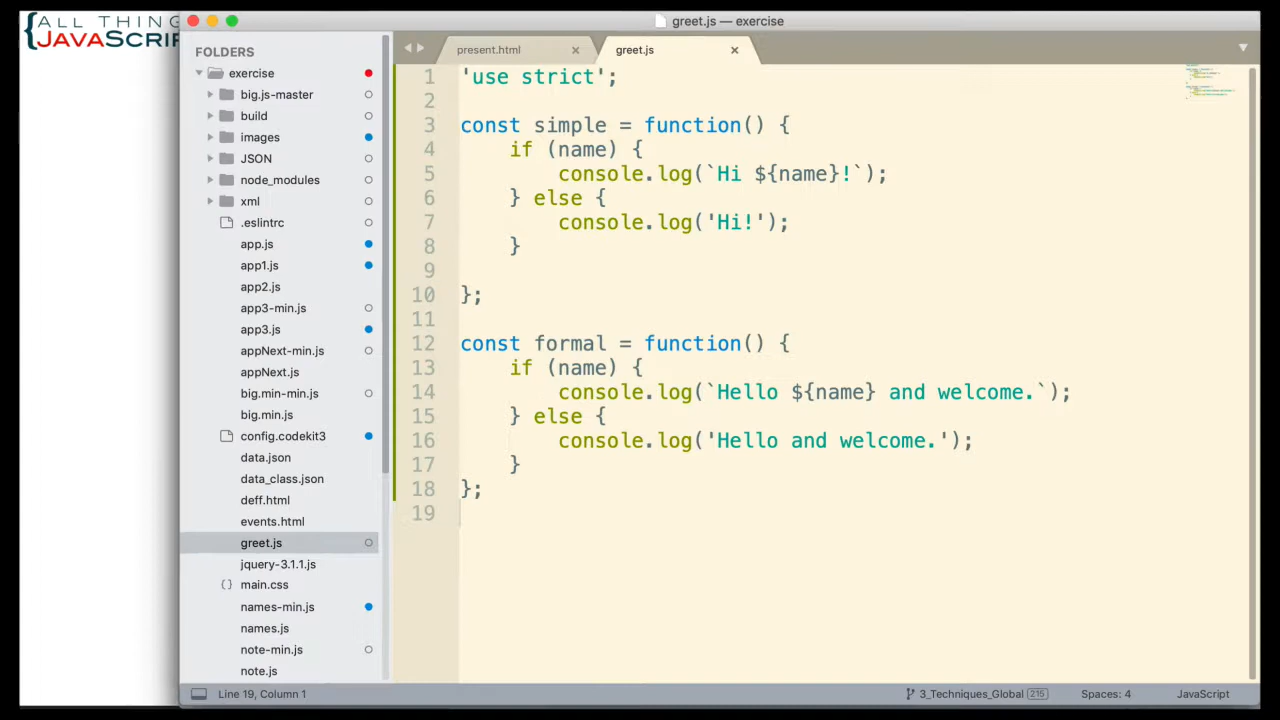 {ALL THIN
JAVASCRIP
greet.js — exercise
FOLDERS
exercise
big.js-master
build
images
JSON
node_modules
xml
.eslintrc
app.js
app1.js
app2.js
app3-min.js
app3.js
appNext-min.js
appNext.js
big.min-min.js
big.min.js
config.codekit3
data.json
data_class.json
deff.html
events.html
greet.js
jquery-3.1.1.js
{} main.css
names-min.js
names.js
note-min.js
note.js
present.html
greet.js
1 'use strict';
2
3 const simple = function() {
4     if (name) {
5         console.log(`Hi ${name}!`);
6     } else {
7         console.log('Hi!');
8     }
9
10 };
11
12 const formal = function() {
13     if (name) {
14         console.log(`Hello ${name} and welcome.`);
15     } else {
16         console.log('Hello and welcome.');
17     }
18 };
19
Line 19, Column 1
3_Techniques_Global 215
Spaces: 4
JavaScript